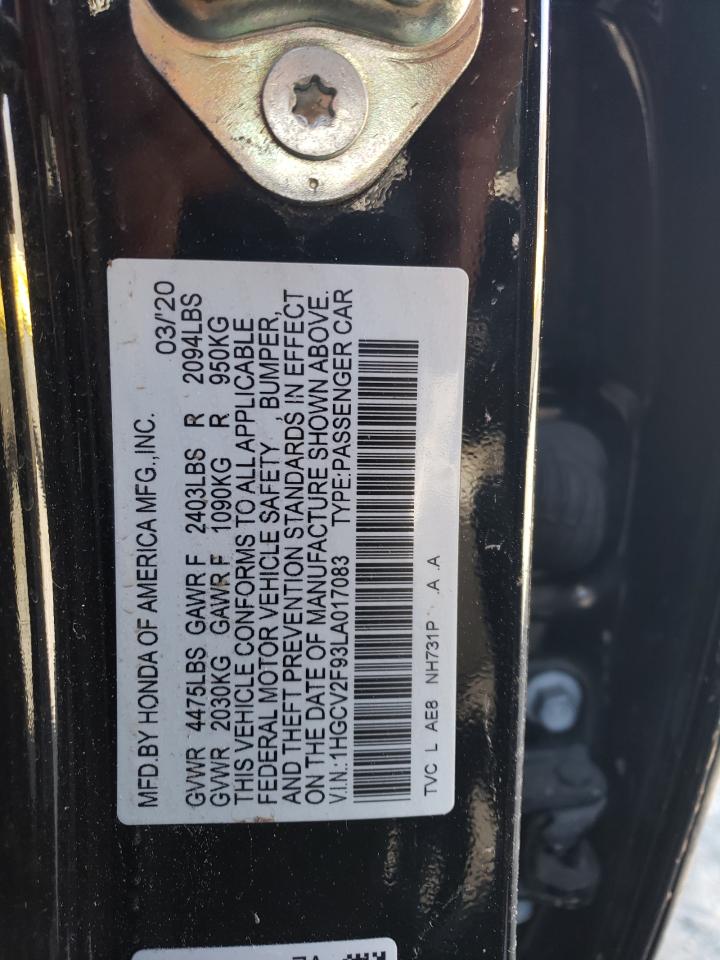 MFD.BY HONDA OF AMERICA MFG.,INC. 03/'20
GVWR 4475LBS GAWR F 2403LBS R 2094LBS
GVWR 2030KG GAWR F 1090KG R 950KG
THIS VEHICLE CONFORMS TO ALL APPLICABLE
FEDERAL MOTOR VEHICLE SAFETY , BUMPER,
AND THEFT PREVENTION STANDARDS IN EFFECT
ON THE DATE OF MANUFACTURE SHOWN ABOVE.
V.I.N.:1HGCV2F93LA017083 TYPE:PASSENGER CAR
TVC L AE8 NH731P .A .A